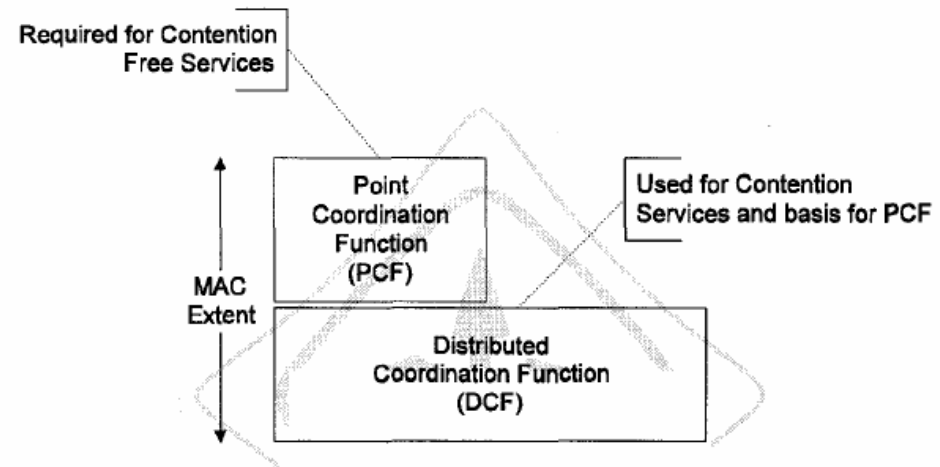 Required for Contention
Free Services
Point
Coordination
Function
(PCF)
Used for Contention
Services and basis for PCF
MAC
Extent
Distributed
Coordination Function
(DCF)